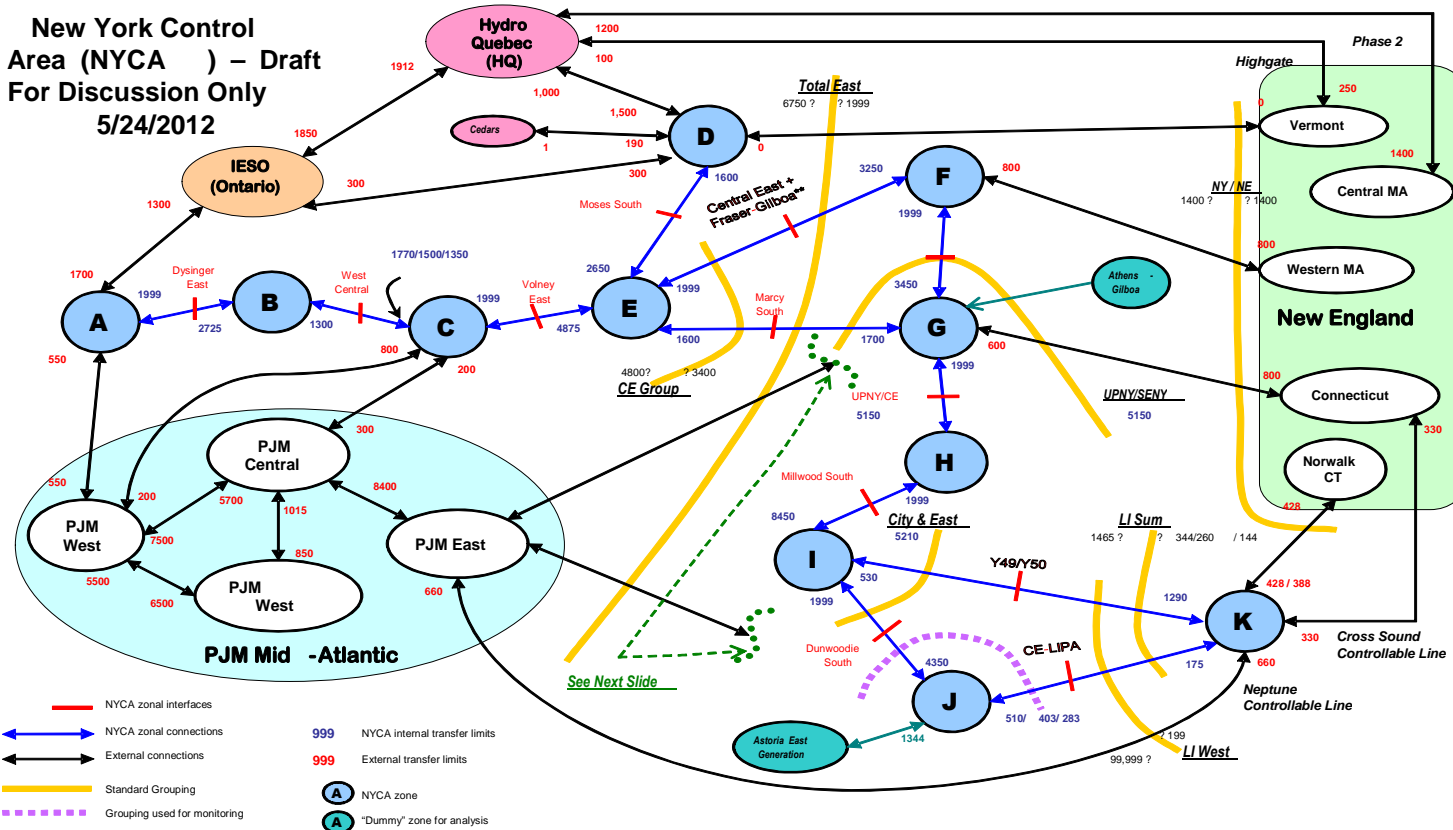 New York Control
Area (NYCA ) – Draft
For Discussion Only
5/24/2012
Hydro
Quebec
(HQ)
1200
100
Phase 2
Highgate
1912
1,000
1,500
Total East
6750 ? ? 1999
250
0
Vermont
Cedars
1
190
D
0
1850
IESO
(Ontario)
300
300
1600
1300
Central East +
Fraser-Gilboa**
3250
F
800
1400
Central MA
NY / NE
1400 ? ? 1400
Moses South
1999
800
Western MA
1700
Dysinger
East
1770/1500/1350
West
Central
2650
Athens -
Gilboa
1999
B
1999
Volney
East
E
1999
Marcy
South
3450
A
2725
1300
C
4875
1600
1700
G
600
New England
550
800
200
1999
4800? ? 3400
CE Group
800
Connecticut
UPNY/CE
5150
UPNY/SENY
5150
330
300
PJM
Central
H
Norwalk
CT
550
200
5700
8400
Millwood South
1999
428
PJM
West
7500
1015
8450
City & East
5210
LI Sum
1465 ? ? 344/260 / 144
PJM East
850
I
530
Y49/Y50
5500
6500
PJM
West
660
1999
1290
428 / 388
K
330
Cross Sound
Controllable Line
PJM Mid -Atlantic
Dunwoodie
South
CE-LIPA
175
660
4350
See Next Slide
J
Neptune
Controllable Line
510/ 403/ 283
1344
Astoria East
Generation
? 199
99,999 ?
LI West
NYCA zonal interfaces
NYCA zonal connections
999 NYCA internal transfer limits
External connections
999 External transfer limits
Standard Grouping
A NYCA zone
Grouping used for monitoring
A "Dummy" zone for analysis